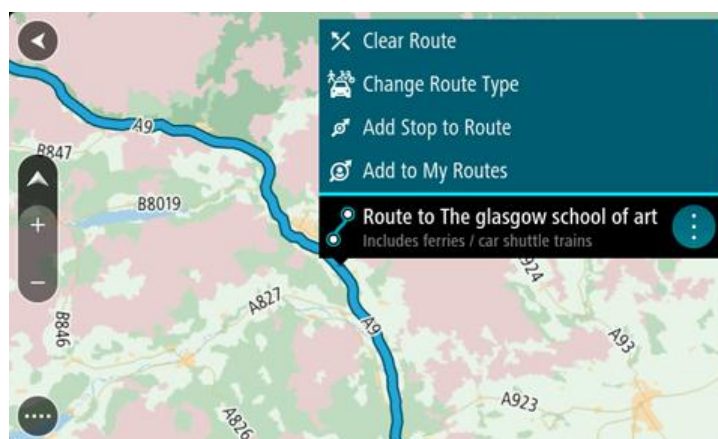 Clear Route
Change Route Type
Add Stop to Route
Add to My Routes
Route to The glasgow school of art
Includes ferries / car shuttle trains
A9
B847
B8019
A827
A9
B846
A826
A924
A93
A923